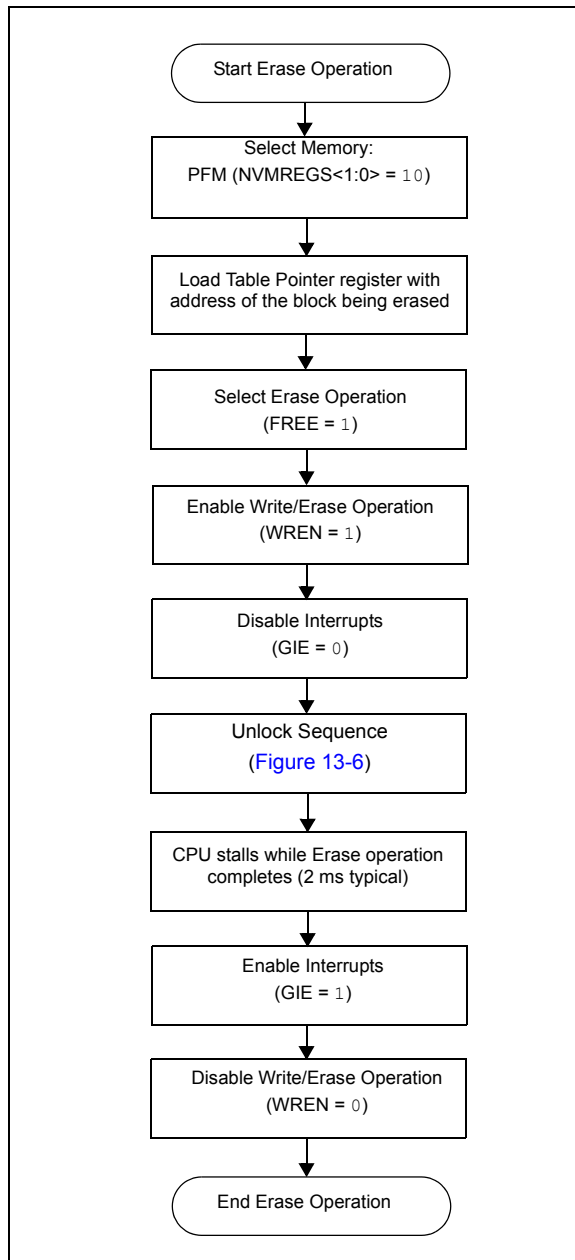 Start Erase Operation
Select Memory:
PFM (NVMREGS<1:0> = 10)
Load Table Pointer register with
address of the block being erased
Select Erase Operation
(FREE = 1)
Enable Write/Erase Operation
(WREN = 1)
Disable Interrupts
(GIE = 0)
Unlock Sequence
(Figure 13-6)
CPU stalls while Erase operation
completes (2 ms typical)
Enable Interrupts
(GIE = 1)
Disable Write/Erase Operation
(WREN = 0)
End Erase Operation